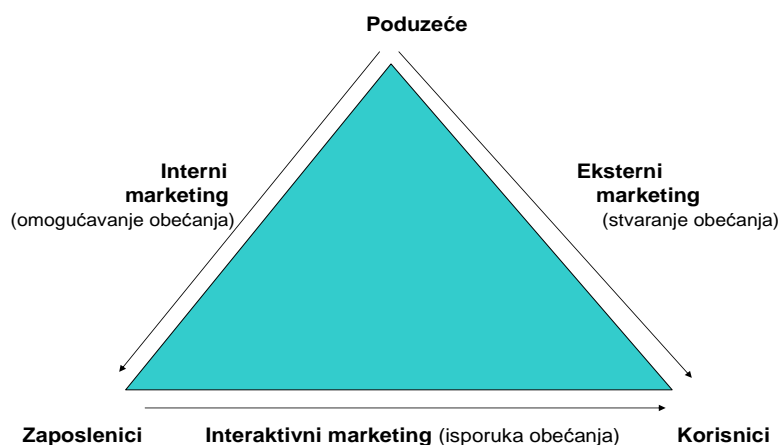 Poduzeće
Interni
marketing
(omogućavanje obećanja)
Eksterni
marketing
(stvaranje obećanja)
Zaposlenici
Interaktivni marketing (isporuka obećanja)
Korisnici